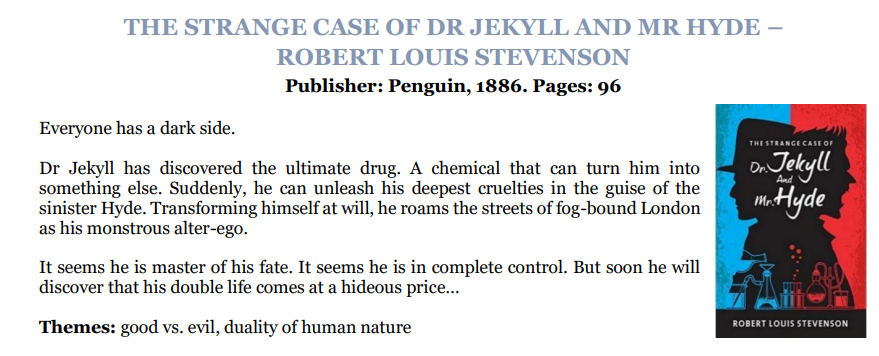 THE STRANGE CASE OF DR JEKYLL AND MR HYDE –
ROBERT LOUIS STEVENSON
Publisher: Penguin, 1886. Pages: 96
Everyone has a dark side.
Dr Jekyll has discovered the ultimate drug. A chemical that can turn him into
something else. Suddenly, he can unleash his deepest cruelties in the guise of the
sinister Hyde. Transforming himself at will, he roams the streets of fog-bound London
as his monstrous alter-ego.
It seems he is master of his fate. It seems he is in complete control. But soon he will
discover that his double life comes at a hideous price…
Themes: good vs. evil, duality of human nature
THE STRANGE CASE OF
Dr. Jekyll
And
Mr. Hyde
ROBERT LOUIS STEVENSON